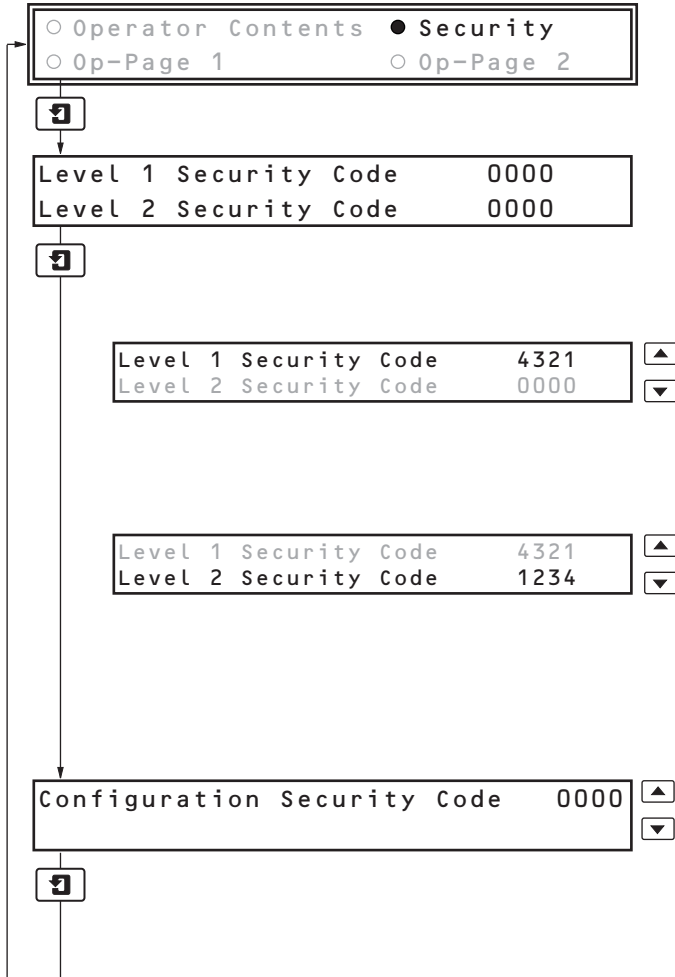 ○ Operator Contents ● Security
○ Op-Page 1 ○ Op-Page 2
Level 1 Security Code 0000
Level 2 Security Code 0000
Level 1 Security Code 4321
Level 2 Security Code 0000
Level 1 Security Code 4321
Level 2 Security Code 1234
Configuration Security Code 0000